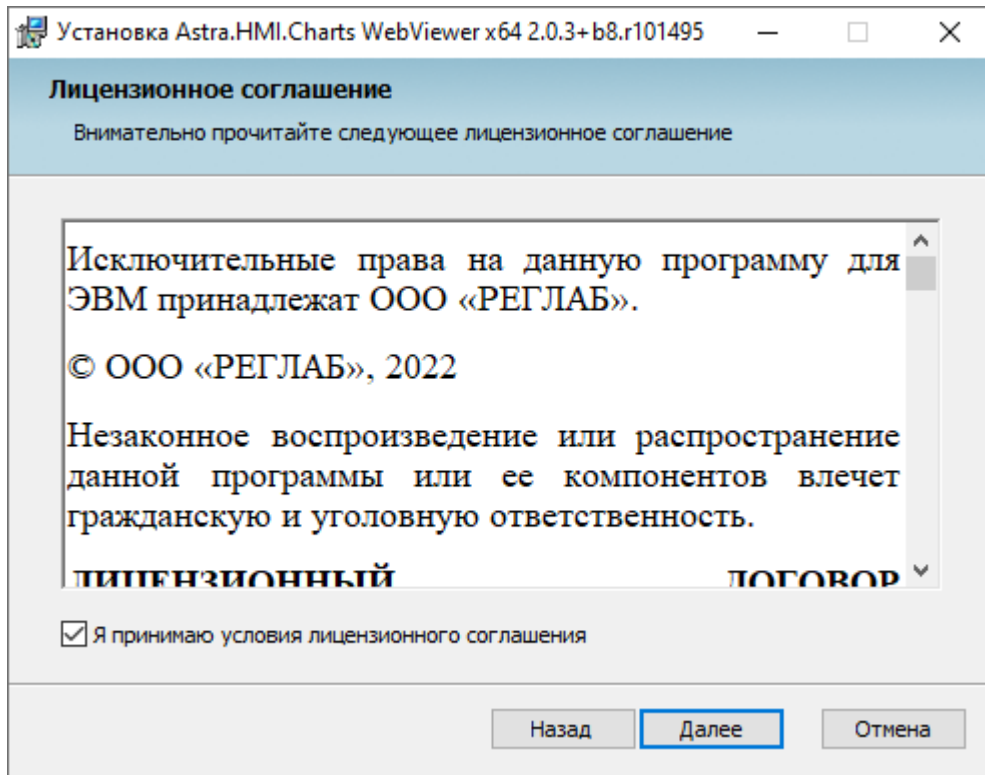 Установка Astra.HMI.Charts WebViewer x64 2.0.3+b8.r101495
Лицензионное соглашение
Внимательно прочитайте следующее лицензионное соглашение
Исключительные права на данную программу для
ЭВМ принадлежат ООО «РЕГЛАБ».
© ООО «РЕГЛАБ», 2022
Незаконное воспроизведение или распространение
данной программы или ее компонентов влечет
гражданскую и уголовную ответственность.
ЛИЦЕНЗИОННЫЙ ДОГОВОР
Я принимаю условия лицензионного соглашения
Назад Далее Отмена